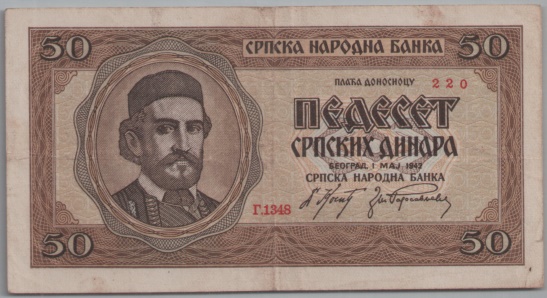 50 СРПСКА НАРОДНА БАНКА 50
ПЛАЋА ДОНОСИОЦУ 220
ПЕДЕСЕТ
СРПСКИХ ДИНАРА
БЕОГРАД, 1 МАЈ 1942
СРПСКА НАРОДНА БАНКА
Г.1348
50 50